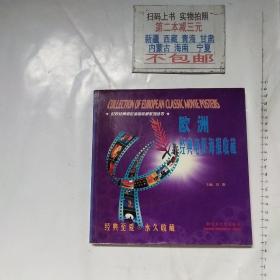 扫码上书 实物拍照
第二本减三元
新疆 西藏 青海 甘肃
内蒙古 海南 宁夏
不包邮
COLLECTION OF EUROPEAN CLASSIC MOVIE POSTERS
欧洲
经典电影海报收藏
经典至爱 永久收藏